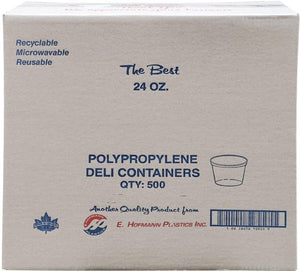 Recyclable
Microwavable
Reusable
The Best
24 OZ.
POLYPROPYLENE
DELI CONTAINERS
QTY: 500
Another Quality Product from
E. HOFMANN PLASTICS INC.